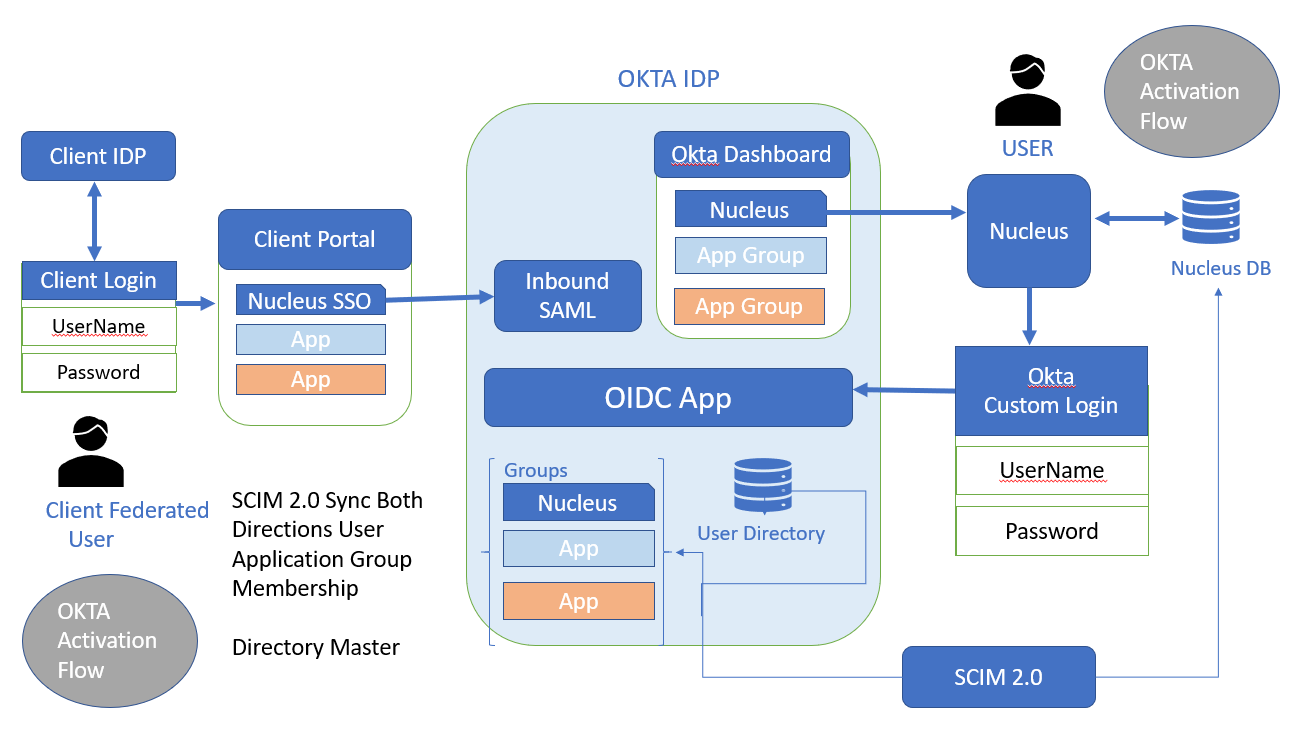 OKTA IDP
OKTA
Activation
Flow
USER
Client IDP
Client Login
UserName
Password
Client Federated
User
OKTA
Activation
Flow
Client Portal
Nucleus SSO
App
App
SCIM 2.0 Sync Both
Directions User
Application Group
Membership
Directory Master
Inbound
SAML
Okta Dashboard
Nucleus
App Group
App Group
OIDC App
Groups
Nucleus
App
App
User Directory
Nucleus
Nucleus DB
Okta
Custom Login
UserName
Password
SCIM 2.0